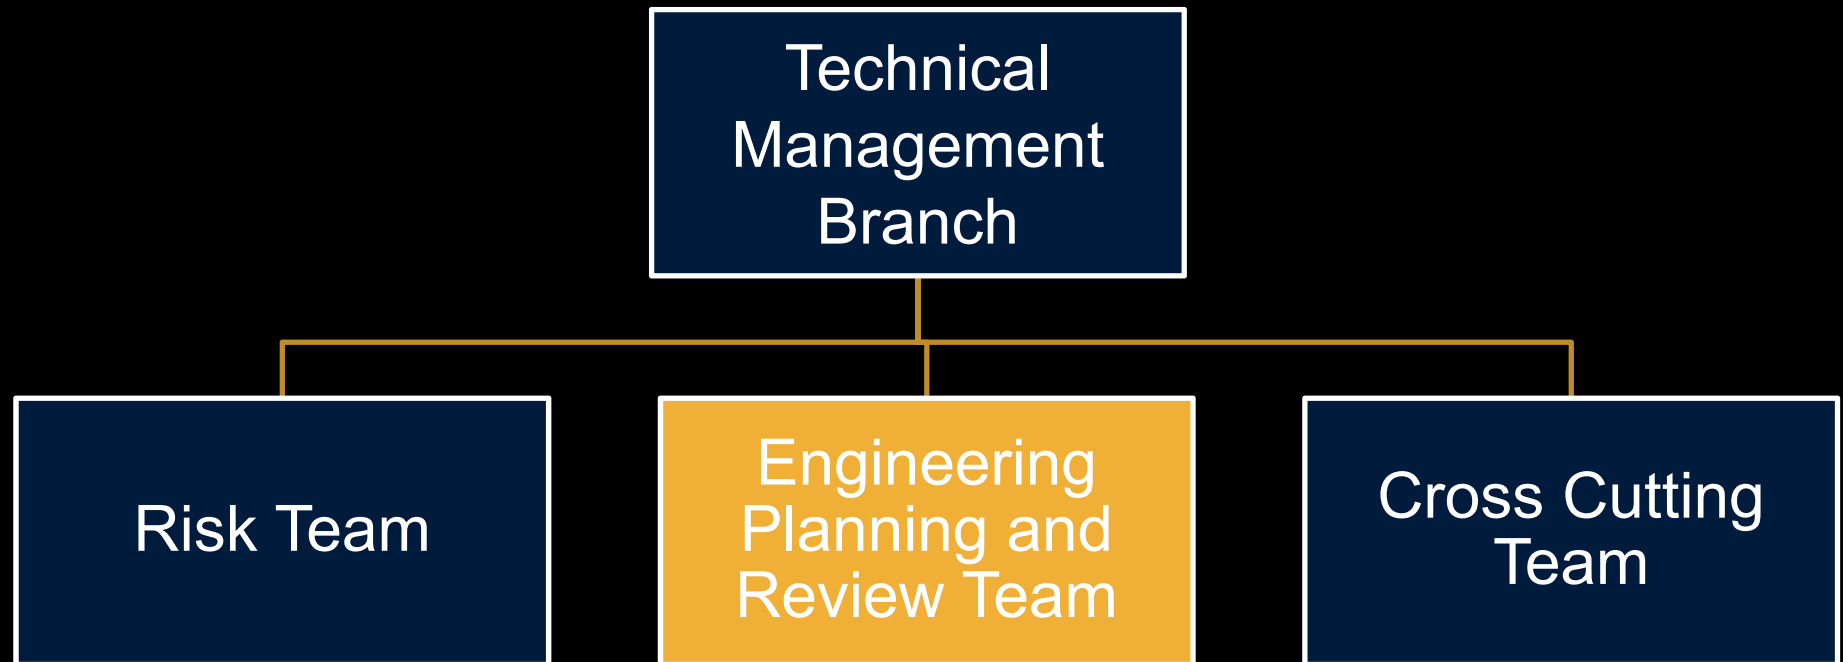 Technical
Management
Branch
Risk Team
Engineering
Planning and
Review Team
Cross Cutting
Team